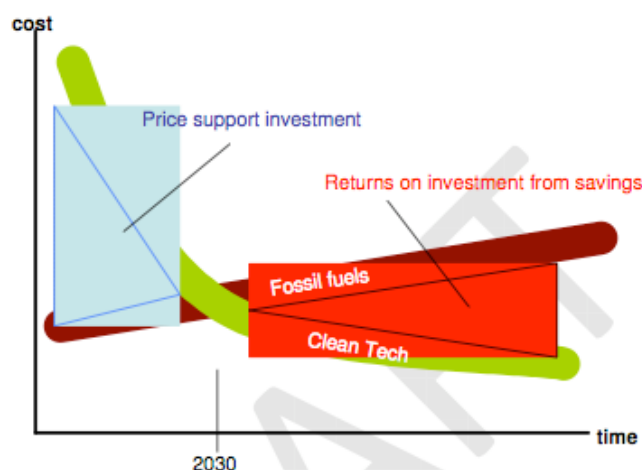 cost
Price support investment
Returns on investment from savings
Fossil fuels
Clean Tech
time
2030